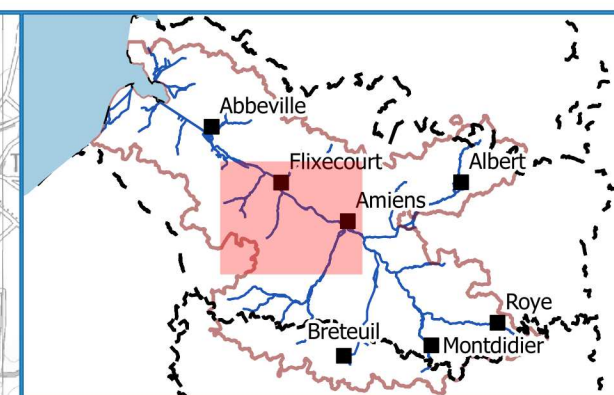 Abbeville
Flixecourt
Albert
Amiens
Roye
Breteuil
Montdidier